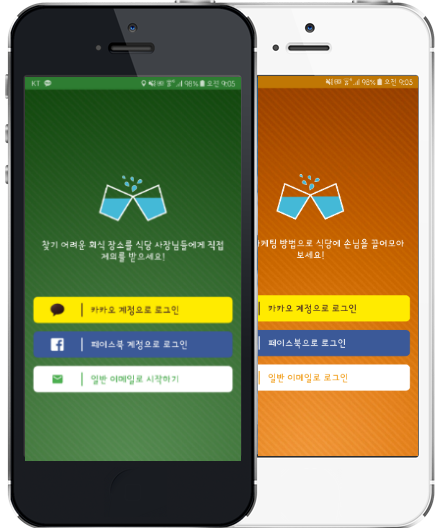 KT 98% 오전 9:05
찾기 어려운 회식 장소를 식당 사장님들에게 직접
제의를 받으세요!
카카오 계정으로 로그인
페이스북 계정으로 로그인
일반 이메일로 시작하기
98% 오전 9:05
케팅 방법으로 식당에 손님을 끌어모아
보세요!
카카오 계정으로 로그인
페이스북으로 로그인
일반 이메일로 로그인